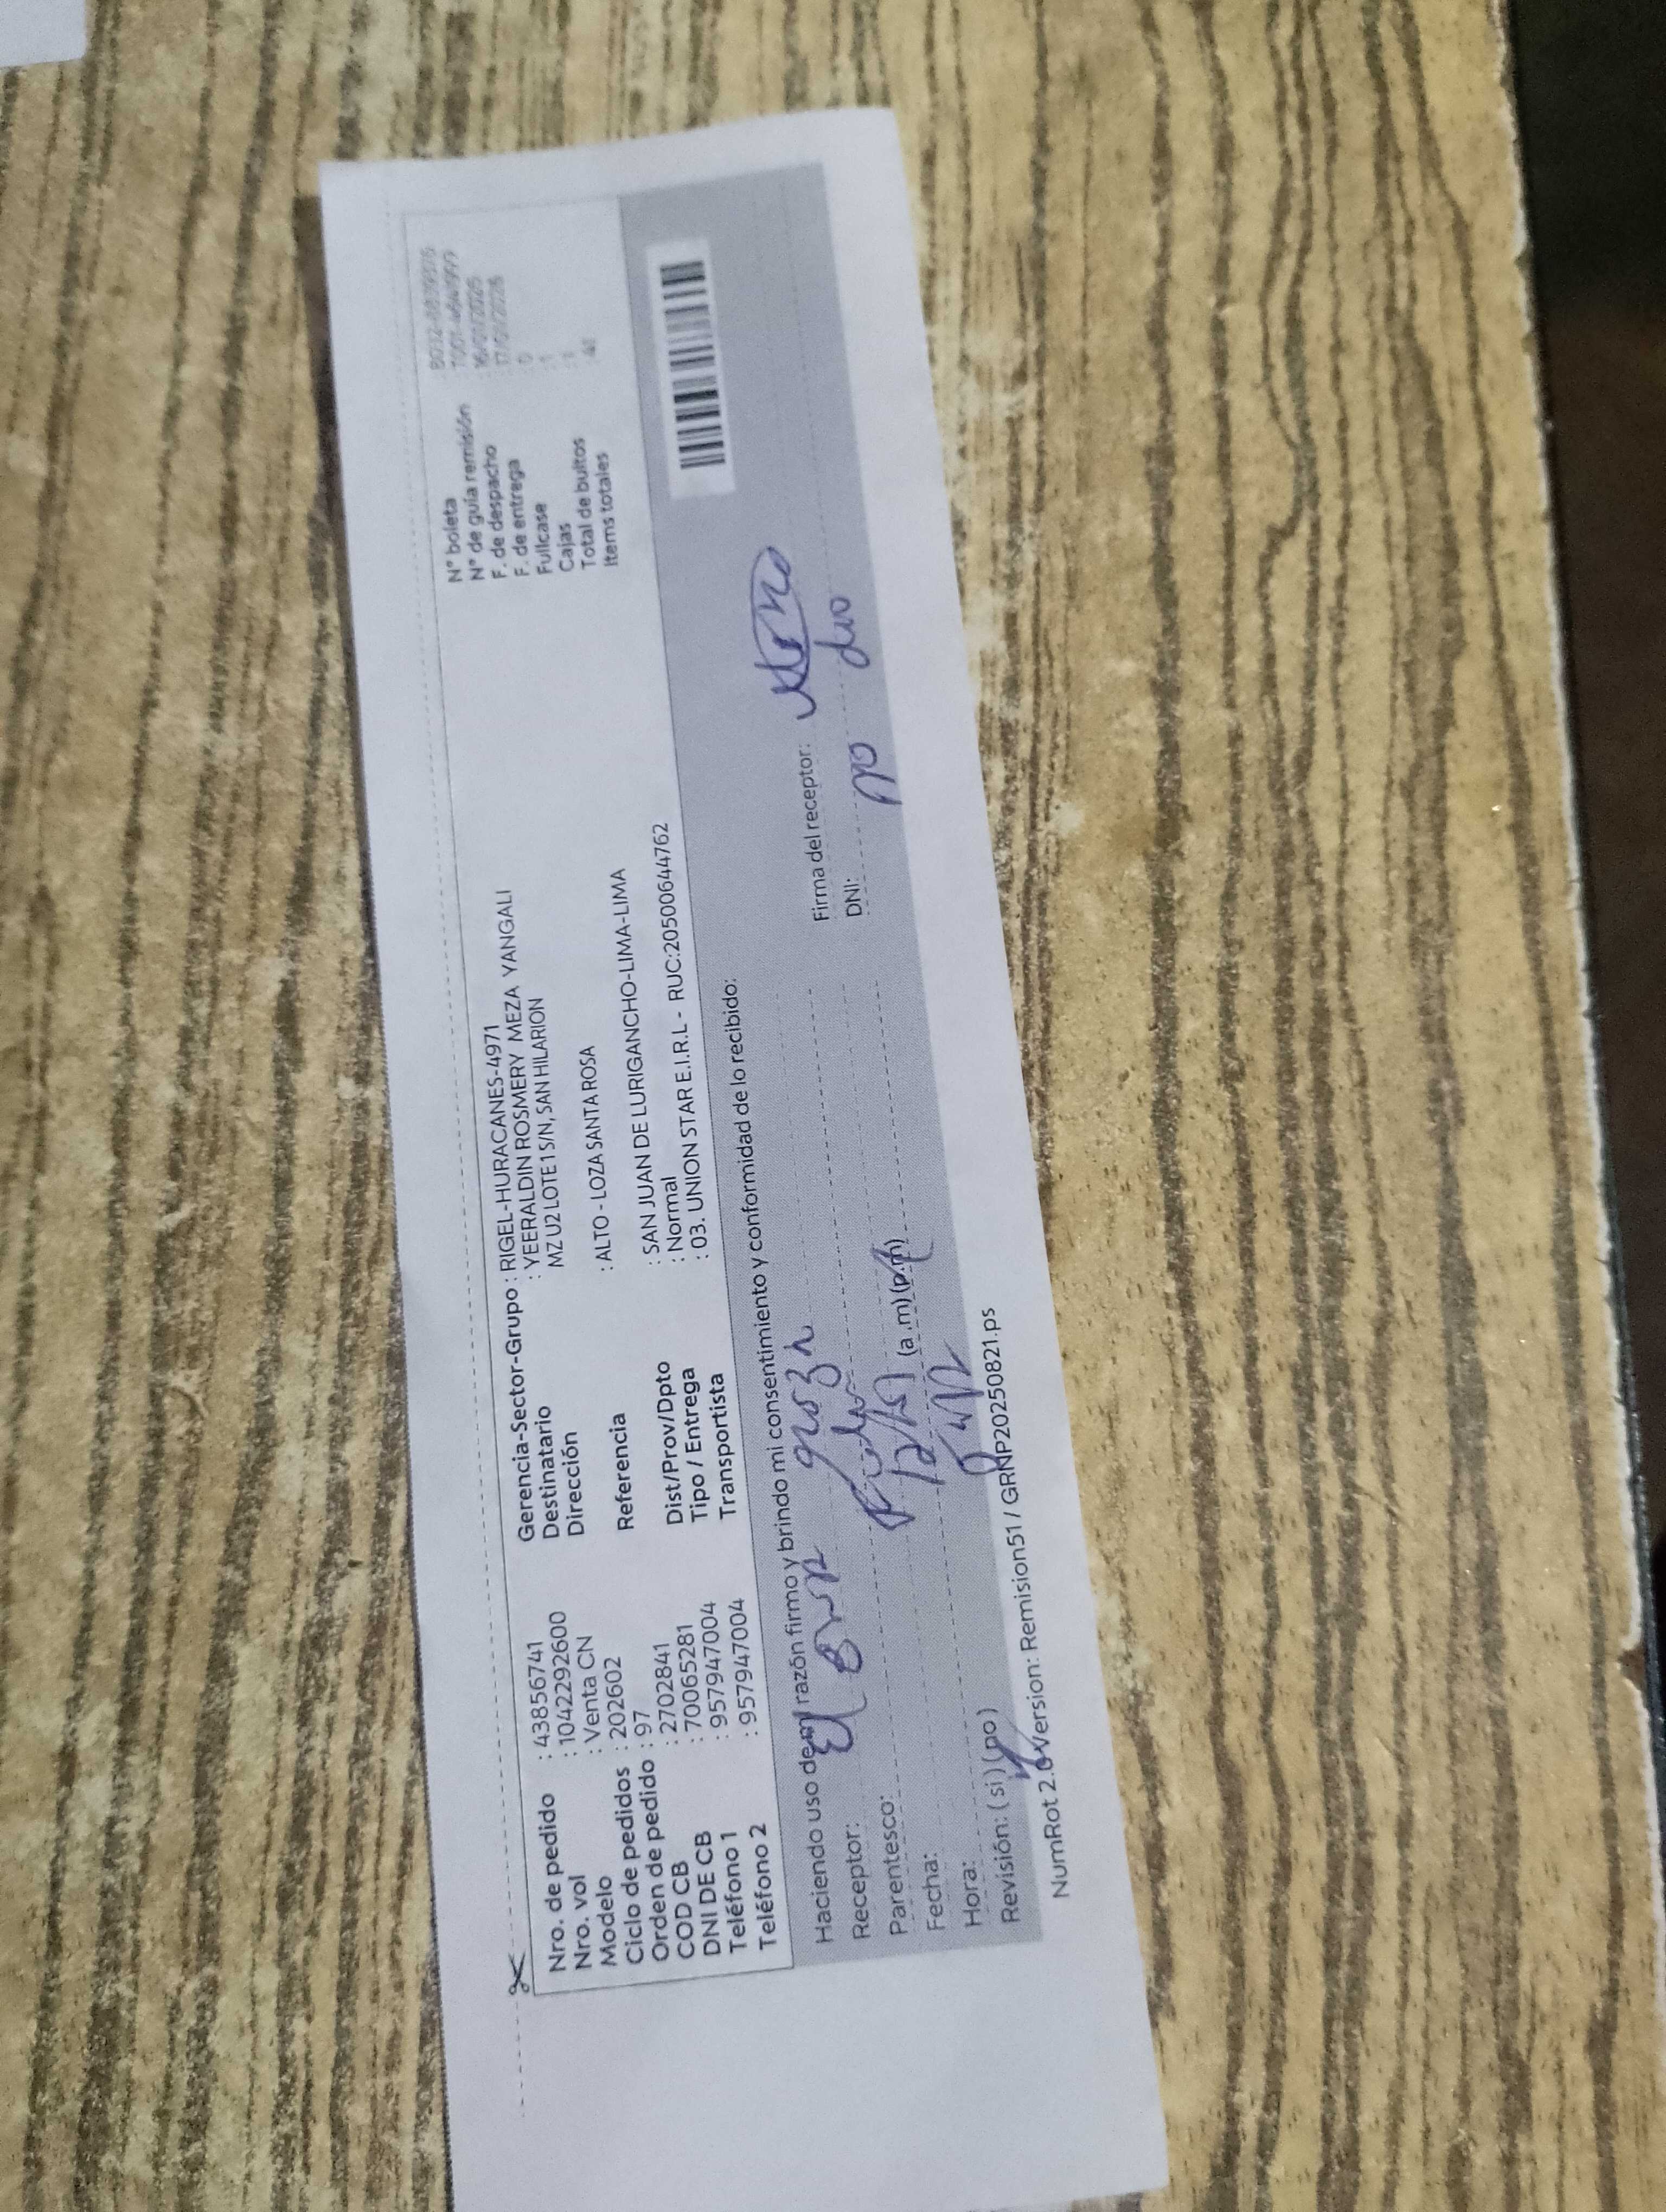 Nro. de pedido : 43856741
Nro. vol : 1042292600
Modelo : Venta CN
Ciclo de pedidos : 202602
Orden de pedido : 97
COD CB : 2702841
DNI DE CB : 70065281
Teléfono 1 : 957947004
Teléfono 2 : 957947004
Gerencia-Sector-Grupo : RIGEL-HURACANES-4971
Destinatario : YEERALDIN ROSMERY MEZA YANGALI
Dirección MZ U2 LOTE 1 S/N, SAN HILARION
Referencia : ALTO - LOZA SANTA ROSA
Dist/Prov/Dpto : SAN JUAN DE LURIGANCHO-LIMA-LIMA
Tipo / Entrega : Normal
Transportista : 03. UNION STAR E.I.R.L - RUC:20500644762
N° boleta
N° de guía remisión
F. de despacho
F. de entrega
Fullcase : 0
Cajas : 1
Total de bultos : 1
Items totales 41
Haciendo uso de mi razón firmo y brindo mi consentimiento y conformidad de lo recibido:
Receptor:
Parentesco:
Fecha:
Hora: (a.m) (p.m)
Revisión: (si) (no)
Firma del receptor:
DNI: no dio
NumRot 2.0 Version: Remision51 / GRNP20250821.ps